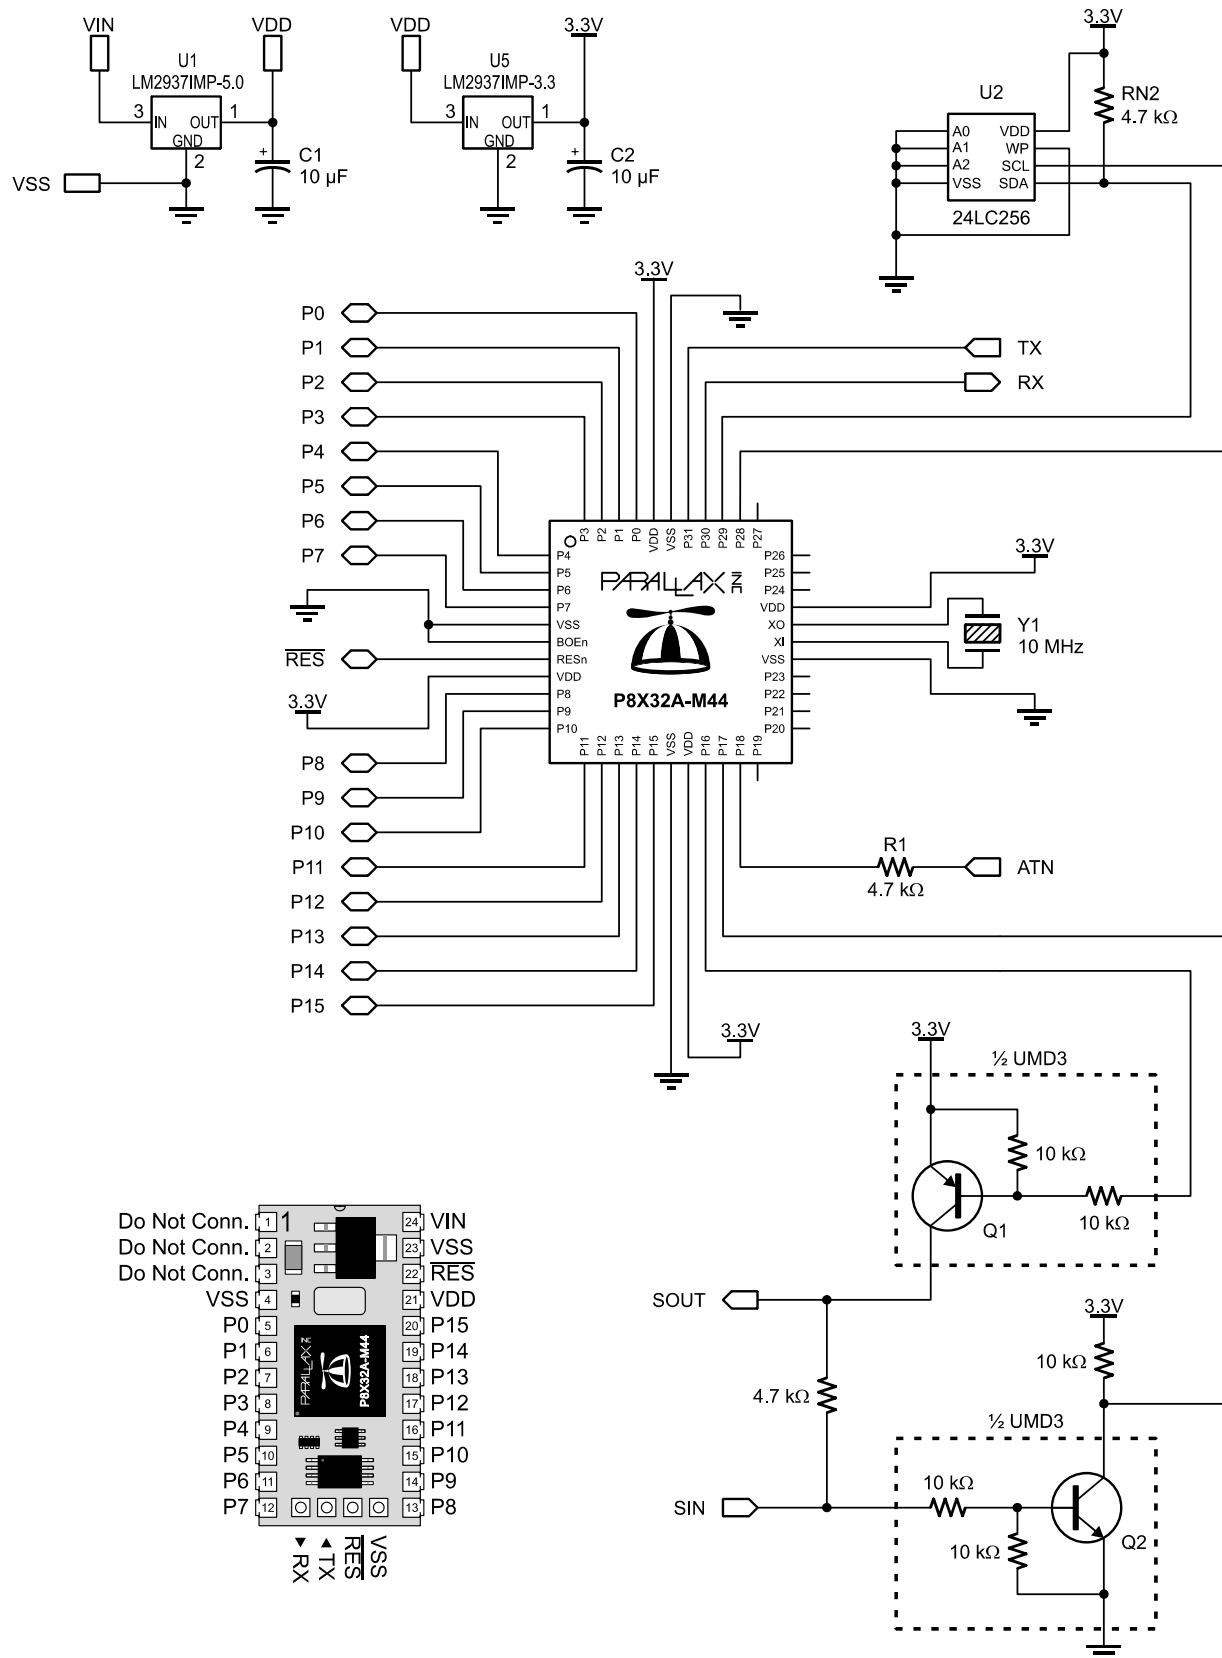 VIN
VDD
U1
LM2937IMP-5.0
3
IN
OUT
1
GND
2
VSS
+
C1
10 µF
VDD
3.3V
U5
LM2937IMP-3.3
3
IN
OUT
1
GND
2
+
C2
10 µF
3.3V
U2
RN2
4.7 kΩ
A0
A1
A2
VSS
VDD
WP
SCL
SDA
24LC256
3.3V
P0
P1
P2
P3
P4
P5
P6
P7
RES
3.3V
P8
P9
P10
P11
P12
P13
P14
P15
TX
RX
P3
P2
P1
P0
VDD
VSS
P31
P30
P29
P28
P27
P4
P5
P6
P7
VSS
BOEn
RESn
VDD
P8
P9
P10
PARALLAX INC
P8X32A-M44
P26
P25
P24
VDD
XO
XI
VSS
P23
P22
P21
P20
P11
P12
P13
P14
P15
VSS
VDD
P16
P17
P18
P19
3.3V
Y1
10 MHz
R1
4.7 kΩ
ATN
3.3V
3.3V
½ UMD3
10 kΩ
10 kΩ
Q1
SOUT
4.7 kΩ
SIN
3.3V
10 kΩ
½ UMD3
10 kΩ
10 kΩ
Q2
Do Not Conn. 1 1 24 VIN
Do Not Conn. 2 23 VSS
Do Not Conn. 3 22 RES
VSS 4 21 VDD
P0 5 20 P15
P1 6 19 P14
P2 7 18 P13
P3 8 17 P12
P4 9 16 P11
P5 10 15 P10
P6 11 14 P9
P7 12 13 P8
PARALLAX INC
P8X32A-M44
RX
TX
RES
VSS